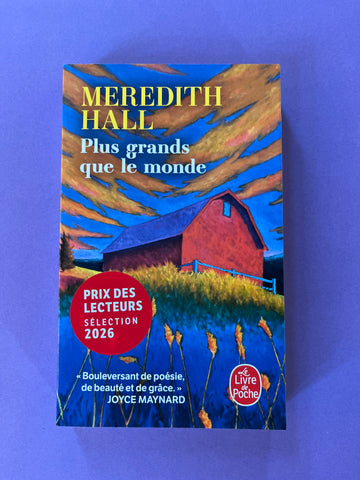 MEREDITH
HALL
Plus grands
que le monde
PRIX DES
LECTEURS
SÉLECTION
2026
« Bouleversant de poésie,
de beauté et de grâce. »
JOYCE MAYNARD
Le
Livre
de
Poche